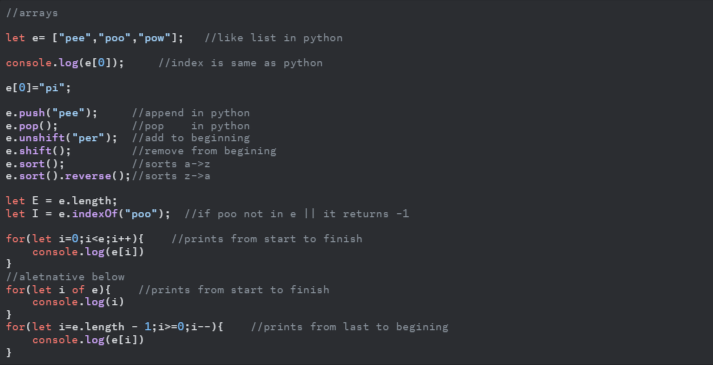 //arrays
let e= ["pee","poo","pow"];   //like list in python
console.log(e[0]);     //index is same as python
e[0]="pi";
e.push("pee");     //append in python
e.pop();           //pop    in python
e.unshift("per");  //add to beginning
e.shift();         //remove from begining
e.sort();          //sorts a->z
e.sort().reverse();//sorts z->a
let E = e.length;
let I = e.indexOf("poo");  //if poo not in e || it returns -1
for(let i=0;i<e;i++){    //prints from start to finish
    console.log(e[i])
}
//aletnative below
for(let i of e){    //prints from start to finish
    console.log(i)
}
for(let i=e.length - 1;i>=0;i--){    //prints from last to begining
    console.log(e[i])
}